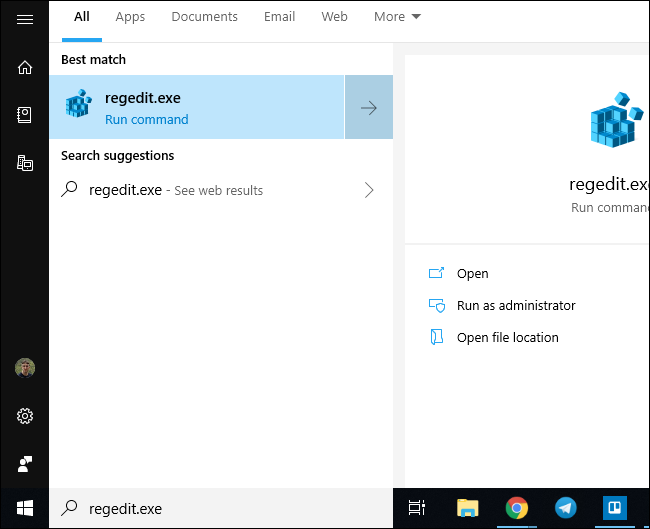 All Apps Documents Email Web More
Best match
regedit.exe
Run command
Search suggestions
regedit.exe - See web results
regedit.ex
Run comman
Open
Run as administrator
Open file location
regedit.exe